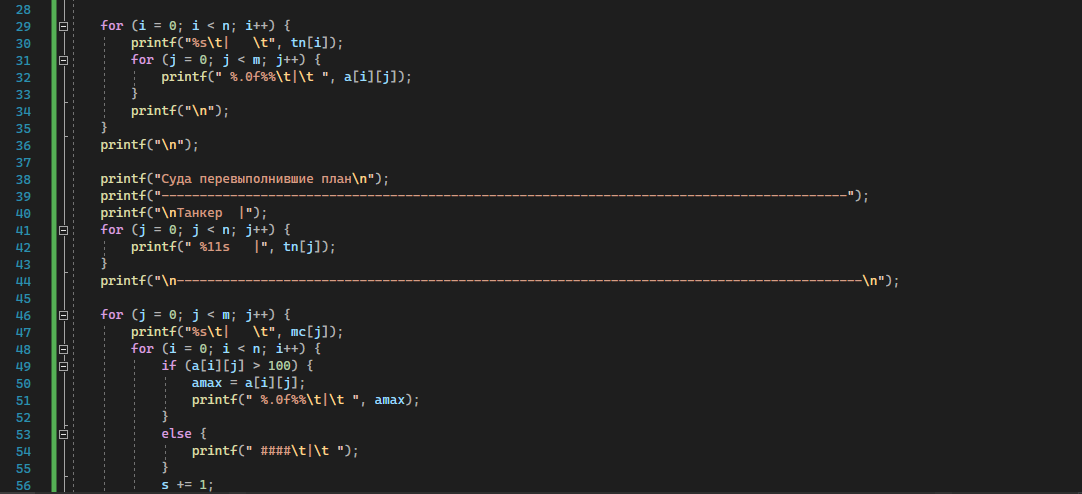 28
29 for (i = 0; i < n; i++) {
30 printf("%s\t|   \t", tn[i]);
31 for (j = 0; j < m; j++) {
32 printf(" %.0f%%\t|\t ", a[i][j]);
33 }
34 printf("\n");
35 }
36 printf("\n");
37
38 printf("Суда перевыполнившие план\n");
39 printf("------------------------------------------------------------------------------------------");
40 printf("\nТанкер  |");
41 for (j = 0; j < n; j++) {
42 printf(" %11s   |", tn[j]);
43 }
44 printf("\n------------------------------------------------------------------------------------------\n");
45
46 for (j = 0; j < m; j++) {
47 printf("%s\t|   \t", mc[j]);
48 for (i = 0; i < n; i++) {
49 if (a[i][j] > 100) {
50 amax = a[i][j];
51 printf(" %.0f%%\t|\t ", amax);
52 }
53 else {
54 printf(" ####\t|\t ");
55 }
56 s += 1;